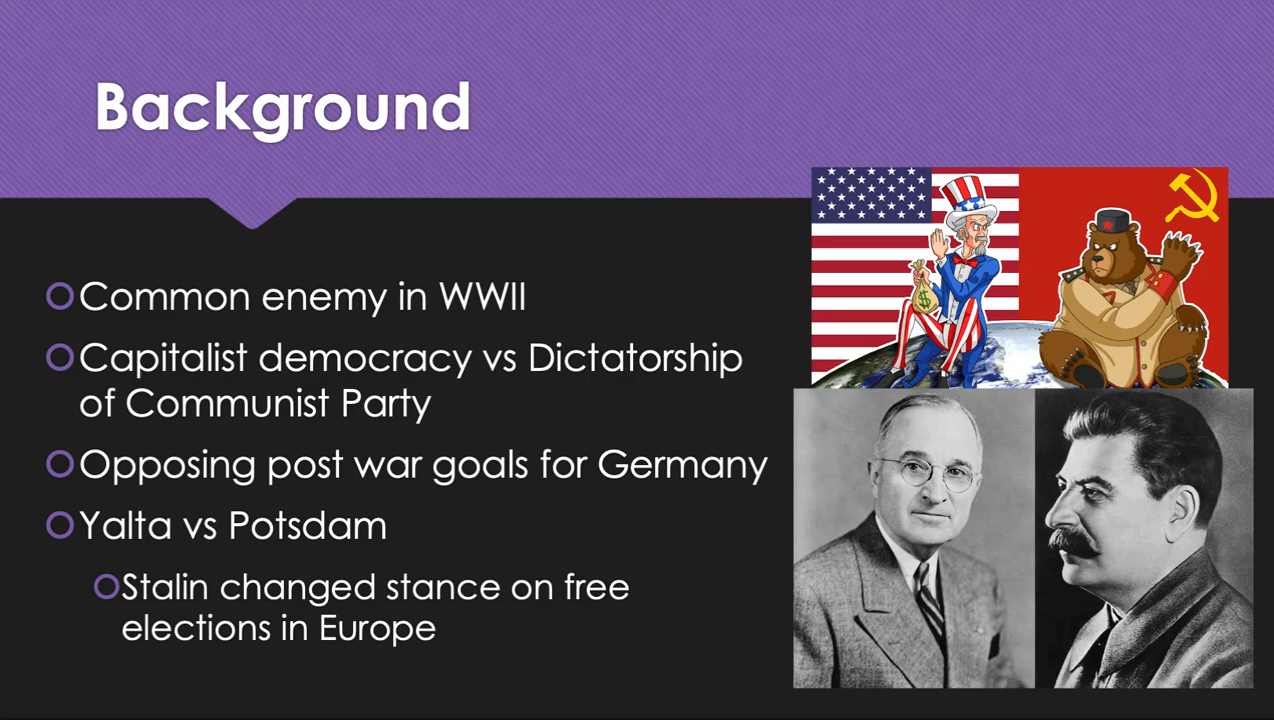 Background
Common enemy in WWII
Capitalist democracy vs Dictatorship
of Communist Party
Opposing post war goals for Germany
Yalta vs Potsdam
Stalin changed stance on free
elections in Europe
$